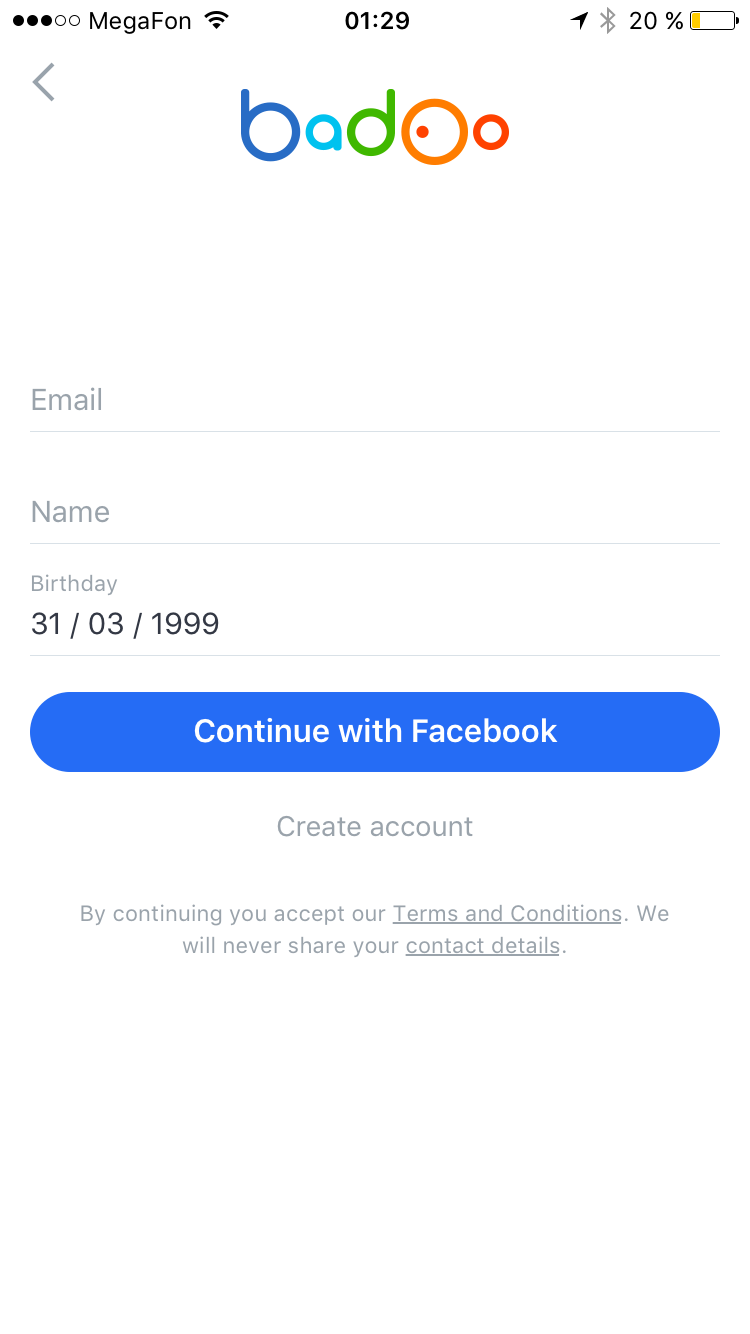 MegaFon 01:29 20 %
badoo
Email
Name
Birthday
31 / 03 / 1999
Continue with Facebook
Create account
By continuing you accept our Terms and Conditions. We
will never share your contact details.